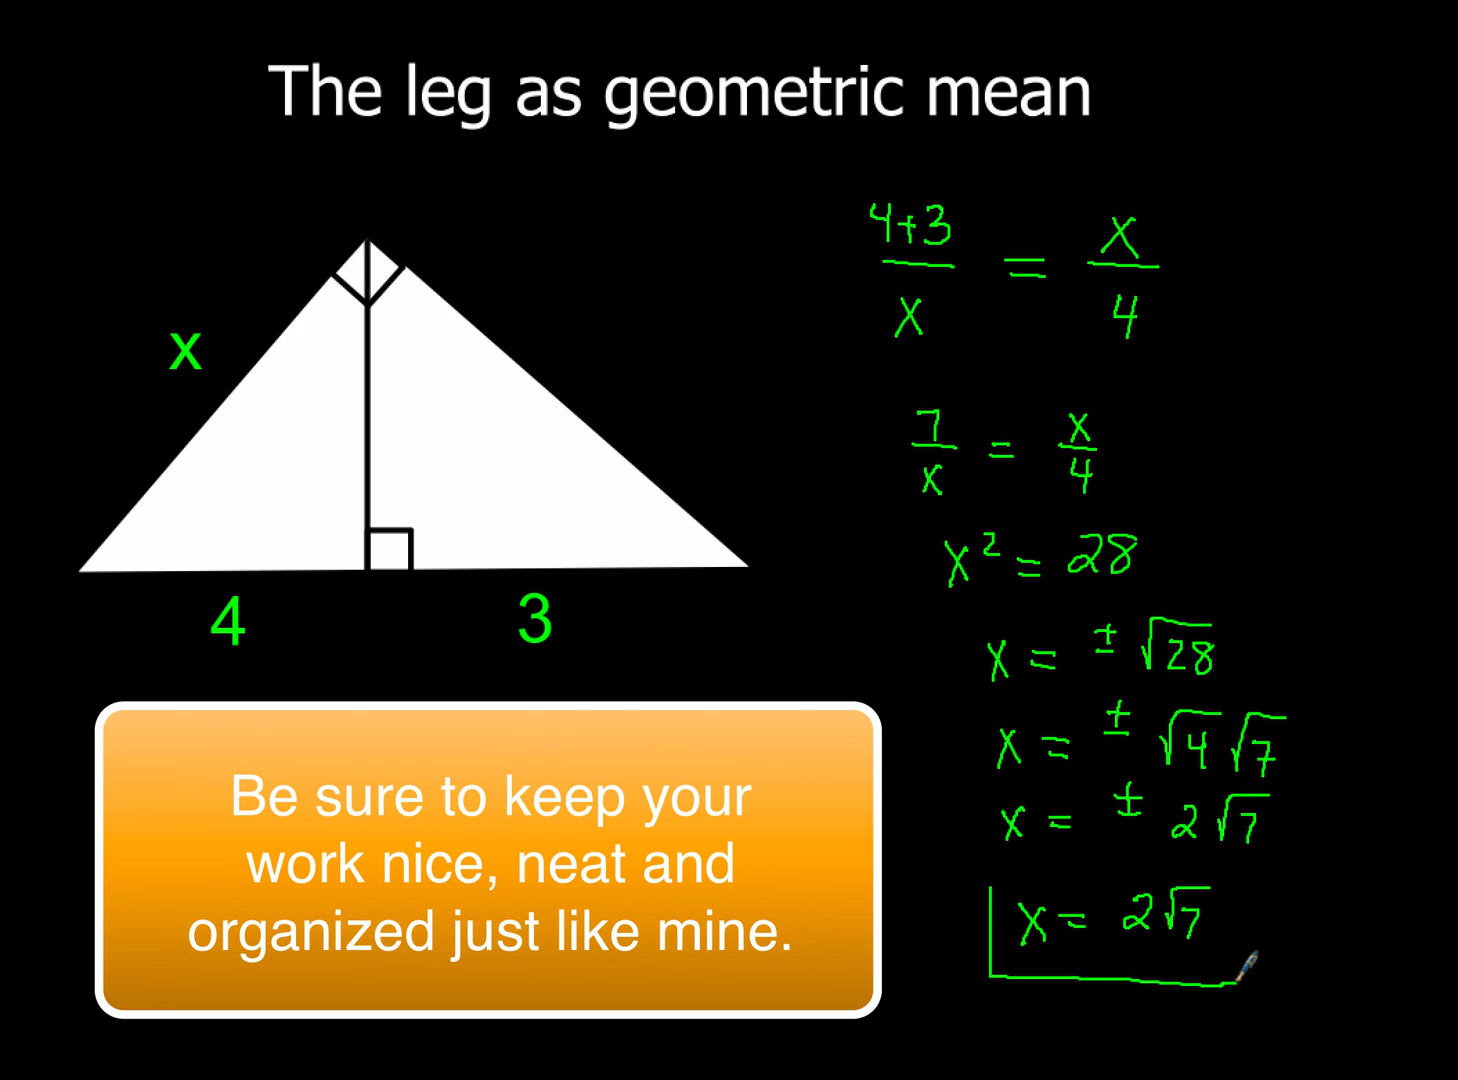 The leg as geometric mean
x
4 3
4+3/x = x/4
7/x = x/4
x² = 28
x = ± √28
x = ± √4 √7
x = ± 2√7
x = 2√7
Be sure to keep your
work nice, neat and
organized just like mine.